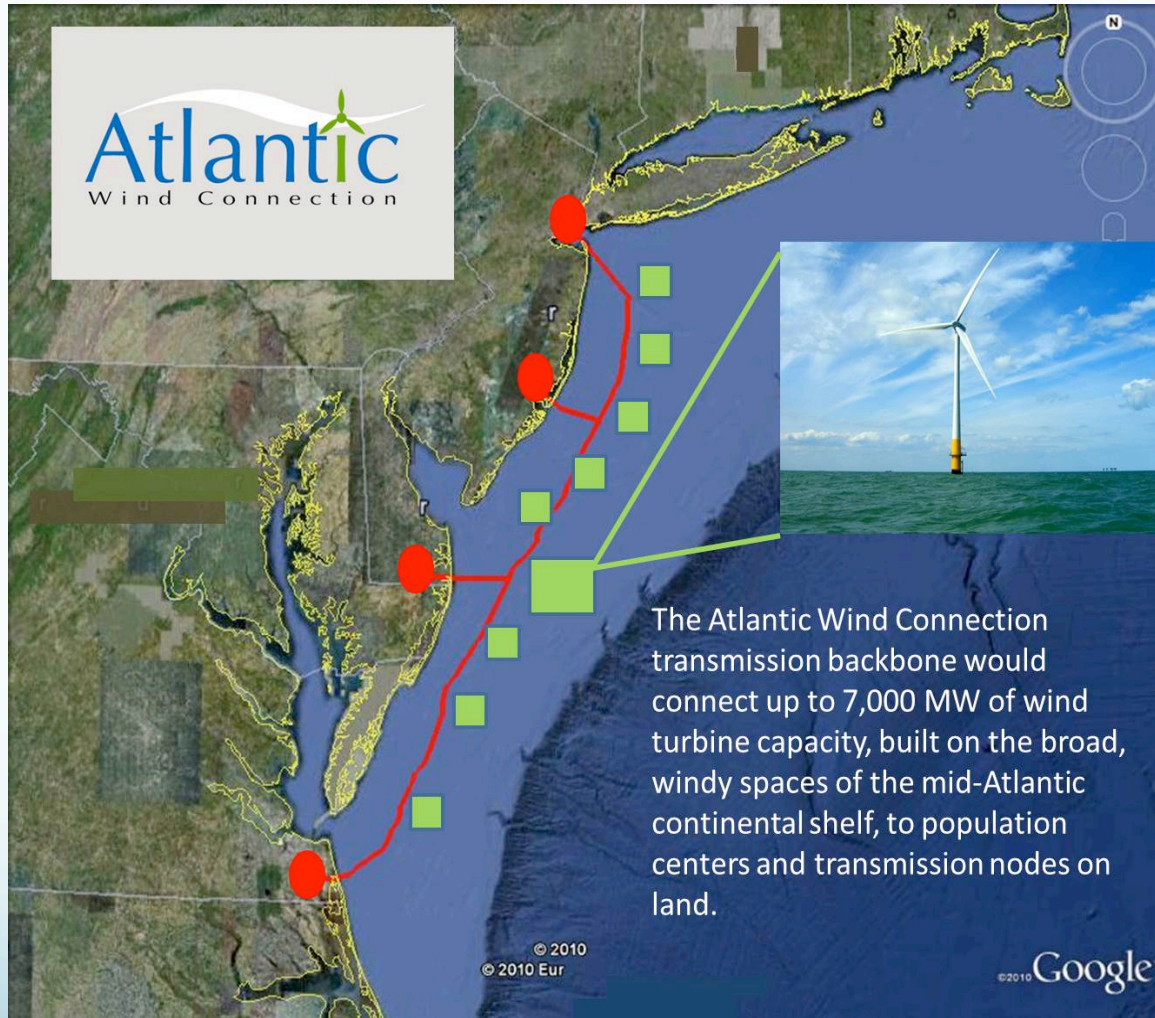 N
Atlantic
Wind Connection
r
r
r
The Atlantic Wind Connection
transmission backbone would
connect up to 7,000 MW of wind
turbine capacity, built on the broad,
windy spaces of the mid-Atlantic
continental shelf, to population
centers and transmission nodes on
land.
© 2010
© 2010 Eur
©2010 Google